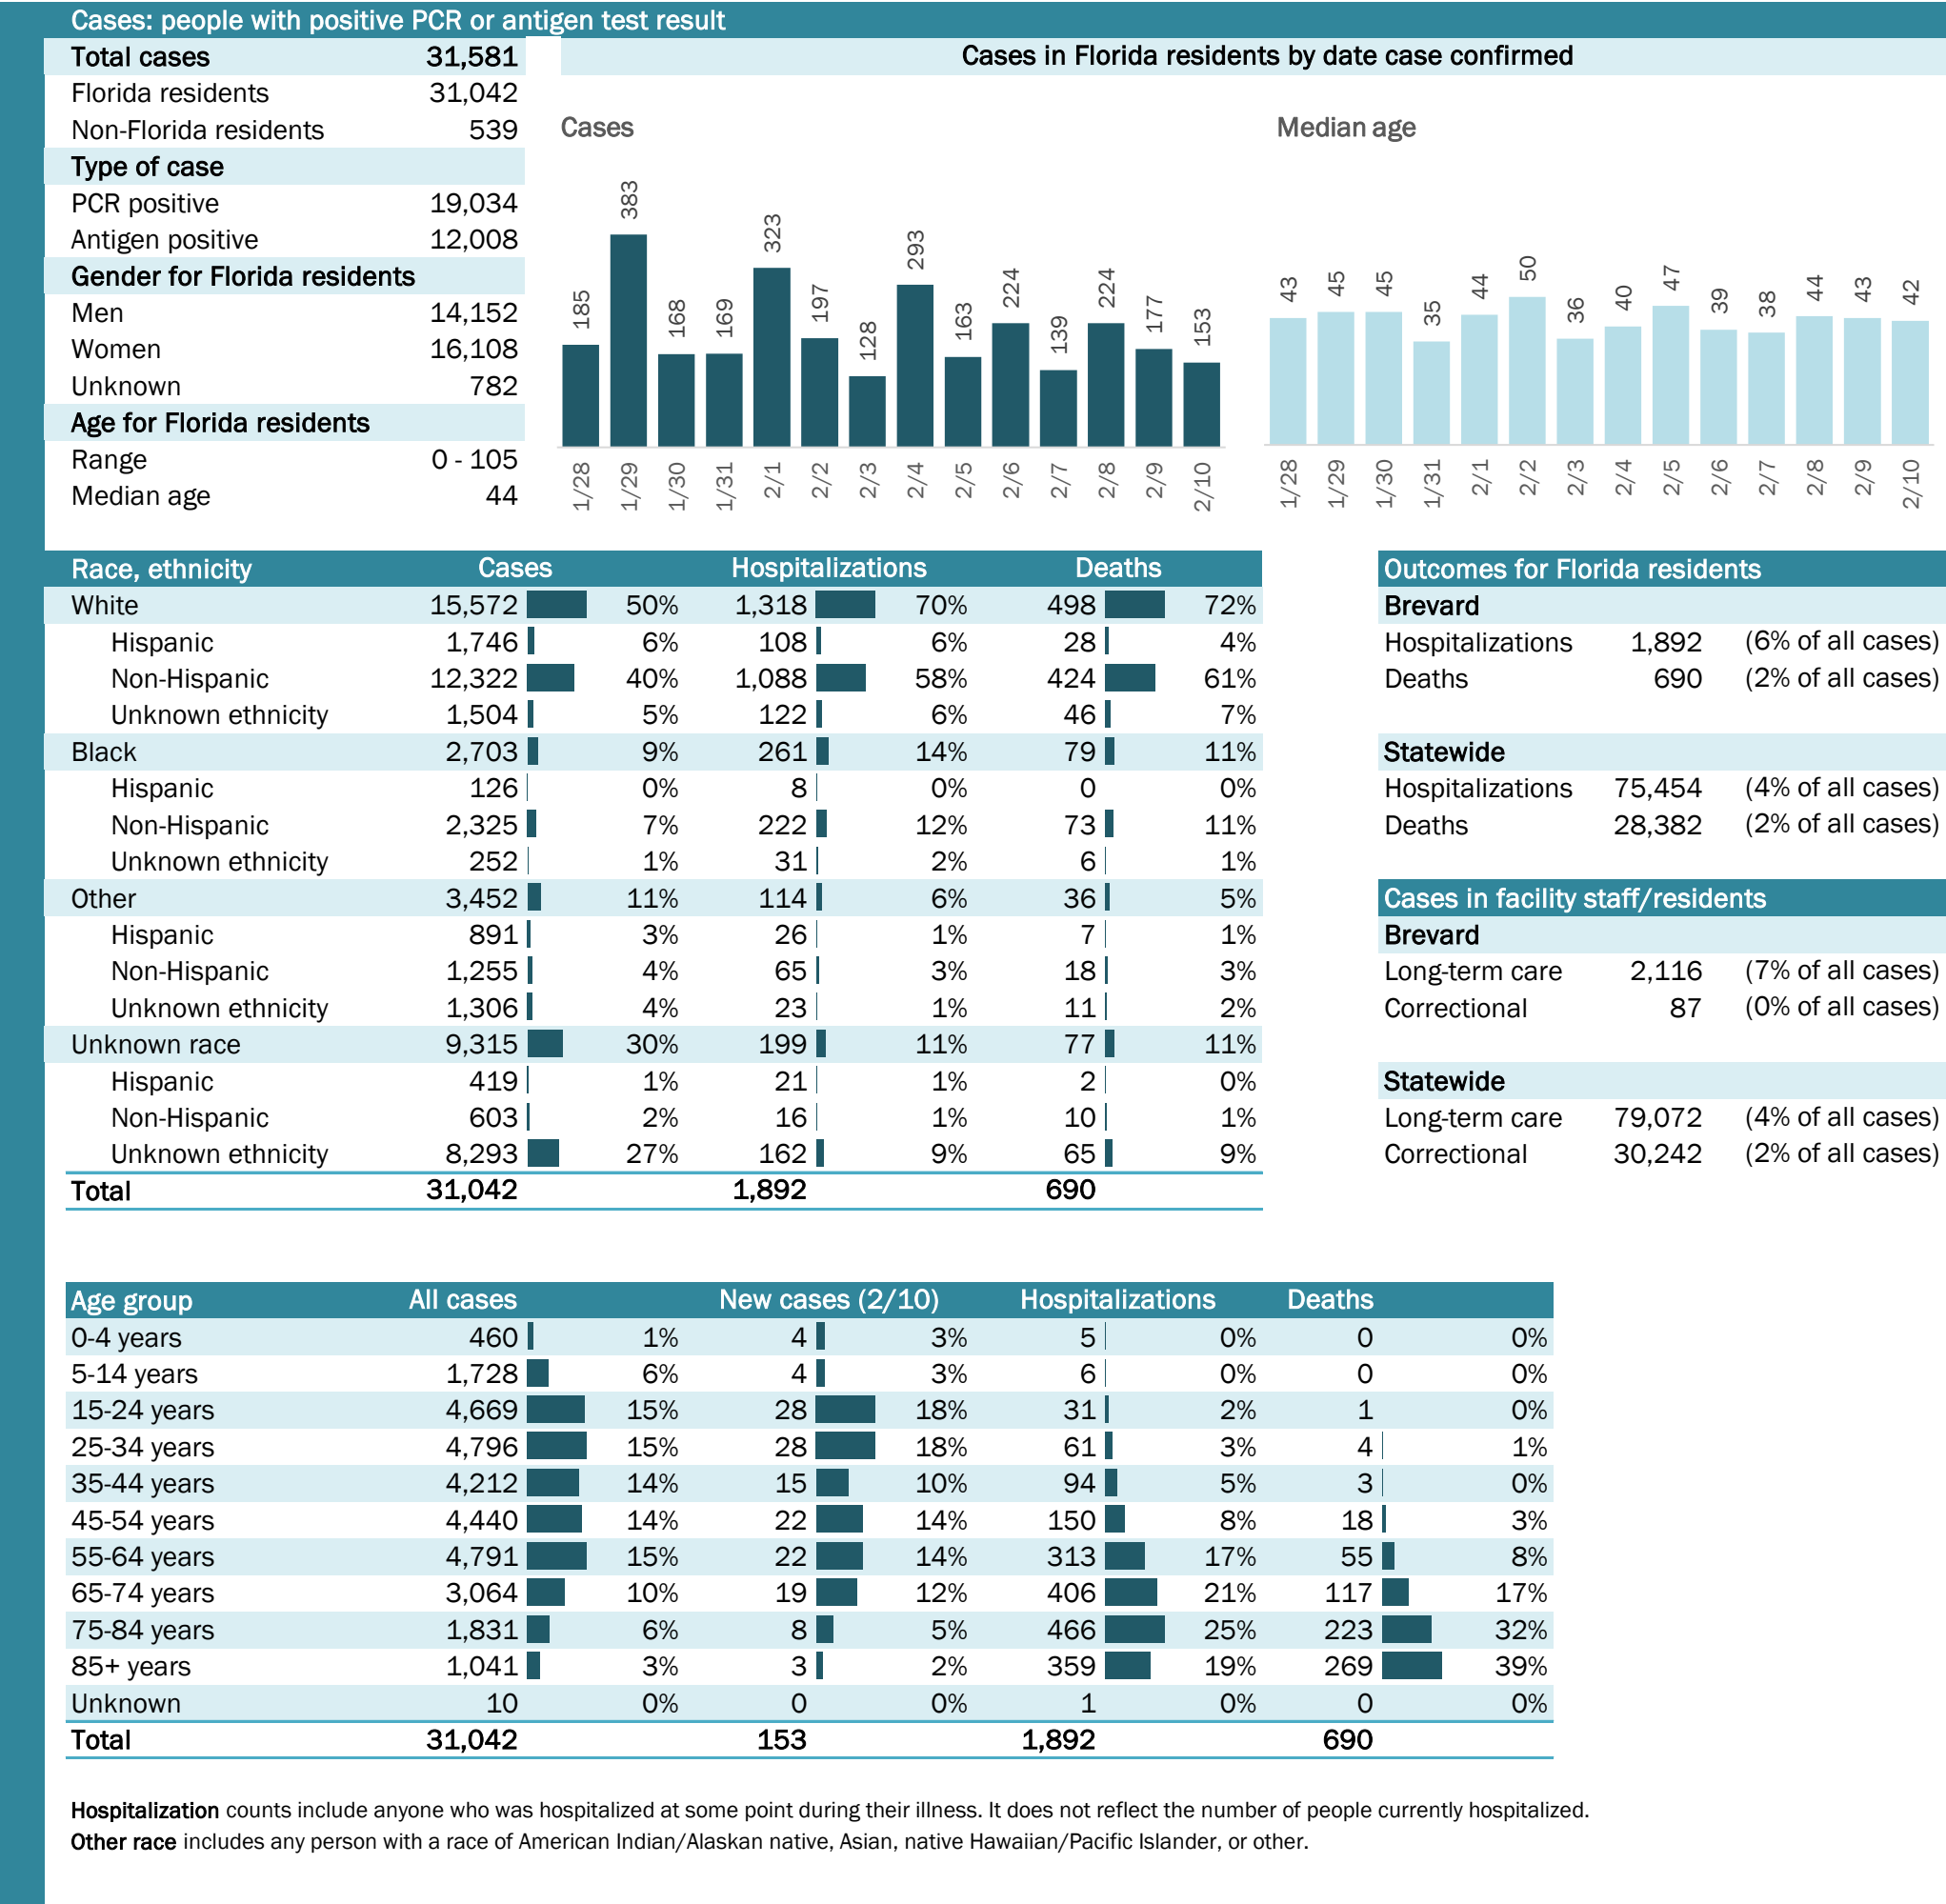 Cases: people with positive PCR or antigen test result
Total cases 31,581
Florida residents 31,042
Non-Florida residents 539
Type of case
PCR positive 19,034
Antigen positive 12,008
Gender for Florida residents
Men 14,152
Women 16,108
Unknown 782
Age for Florida residents
Range 0 - 105
Median age 44
Cases in Florida residents by date case confirmed
Cases
185 383 168 169 323 197 128 293 163 224 139 224 177 153
1/28 1/29 1/30 1/31 2/1 2/2 2/3 2/4 2/5 2/6 2/7 2/8 2/9 2/10
Median age
43 45 45 35 44 50 36 40 47 39 38 44 43 42
1/28 1/29 1/30 1/31 2/1 2/2 2/3 2/4 2/5 2/6 2/7 2/8 2/9 2/10
Race, ethnicity Cases Hospitalizations Deaths
White 15,572 50% 1,318 70% 498 72%
Hispanic 1,746 6% 108 6% 28 4%
Non-Hispanic 12,322 40% 1,088 58% 424 61%
Unknown ethnicity 1,504 5% 122 6% 46 7%
Black 2,703 9% 261 14% 79 11%
Hispanic 126 0% 8 0% 0 0%
Non-Hispanic 2,325 7% 222 12% 73 11%
Unknown ethnicity 252 1% 31 2% 6 1%
Other 3,452 11% 114 6% 36 5%
Hispanic 891 3% 26 1% 7 1%
Non-Hispanic 1,255 4% 65 3% 18 3%
Unknown ethnicity 1,306 4% 23 1% 11 2%
Unknown race 9,315 30% 199 11% 77 11%
Hispanic 419 1% 21 1% 2 0%
Non-Hispanic 603 2% 16 1% 10 1%
Unknown ethnicity 8,293 27% 162 9% 65 9%
Total 31,042 1,892 690
Outcomes for Florida residents
Brevard
Hospitalizations 1,892 (6% of all cases)
Deaths 690 (2% of all cases)
Statewide
Hospitalizations 75,454 (4% of all cases)
Deaths 28,382 (2% of all cases)
Cases in facility staff/residents
Brevard
Long-term care 2,116 (7% of all cases)
Correctional 87 (0% of all cases)
Statewide
Long-term care 79,072 (4% of all cases)
Correctional 30,242 (2% of all cases)
Age group All cases New cases (2/10) Hospitalizations Deaths
0-4 years 460 1% 4 3% 5 0% 0 0%
5-14 years 1,728 6% 4 3% 6 0% 0 0%
15-24 years 4,669 15% 28 18% 31 2% 1 0%
25-34 years 4,796 15% 28 18% 61 3% 4 1%
35-44 years 4,212 14% 15 10% 94 5% 3 0%
45-54 years 4,440 14% 22 14% 150 8% 18 3%
55-64 years 4,791 15% 22 14% 313 17% 55 8%
65-74 years 3,064 10% 19 12% 406 21% 117 17%
75-84 years 1,831 6% 8 5% 466 25% 223 32%
85+ years 1,041 3% 3 2% 359 19% 269 39%
Unknown 10 0% 0 0% 1 0% 0 0%
Total 31,042 153 1,892 690
Hospitalization counts include anyone who was hospitalized at some point during their illness. It does not reflect the number of people currently hospitalized.
Other race includes any person with a race of American Indian/Alaskan native, Asian, native Hawaiian/Pacific Islander, or other.